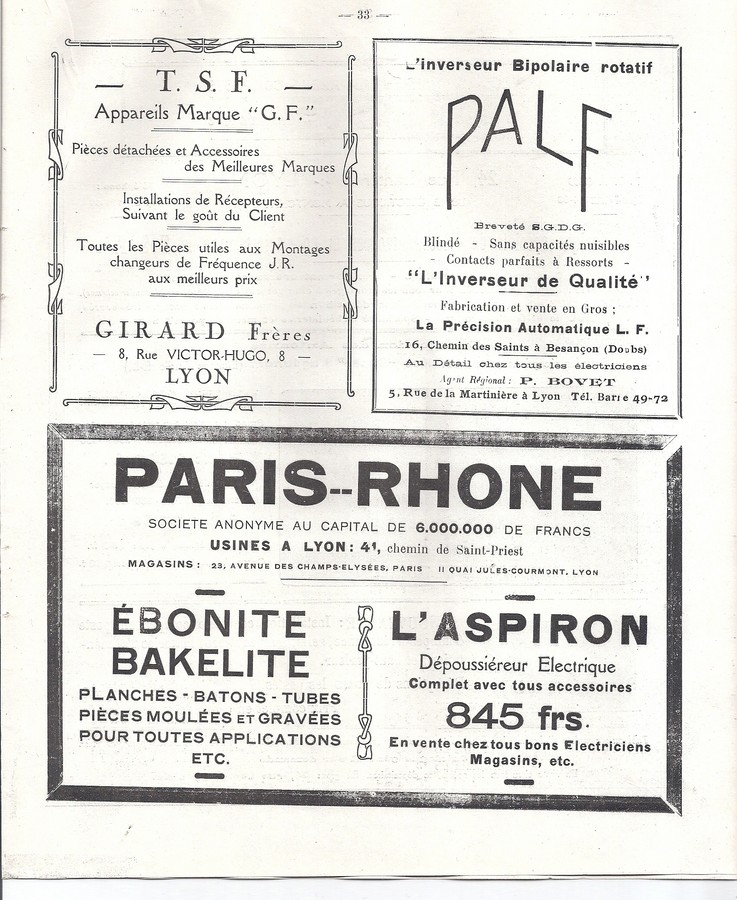 — 33 —
— T. S. F. —
Appareils Marque “G. F.”
Pièces détachées et Accessoires
des Meilleures Marques
Installations de Récepteurs,
Suivant le goût du Client
Toutes les Pièces utiles aux Montages
changeurs de Fréquence J. R.
aux meilleurs prix
GIRARD Frères
— 8, Rue VICTOR-HUGO, 8 —
LYON
L'inverseur Bipolaire rotatif
PALF
Breveté S.G.D.G.
Blindé - Sans capacités nuisibles
- Contacts parfaits à Ressorts -
“L'Inverseur de Qualité”
Fabrication et vente en Gros :
La Précision Automatique L. F.
16, Chemin des Saints à Besançon (Doubs)
Au Détail chez tous les électriciens
Agent Régional : P. BOVET
5, Rue de la Martinière à Lyon Tél. Barre 49-72
PARIS--RHONE
SOCIETE ANONYME AU CAPITAL DE 6.000.000 DE FRANCS
USINES A LYON : 41, chemin de Saint-Priest
MAGASINS : 23, AVENUE DES CHAMPS-ELYSÉES, PARIS 11 QUAI JULES-COURMONT, LYON
ÉBONITE
BAKELITE
PLANCHES - BATONS - TUBES
PIÈCES MOULÉES ET GRAVÉES
POUR TOUTES APPLICATIONS
ETC.
L'ASPIRON
Dépoussiéreur Electrique
Complet avec tous accessoires
845 frs.
En vente chez tous bons Electriciens
Magasins, etc.